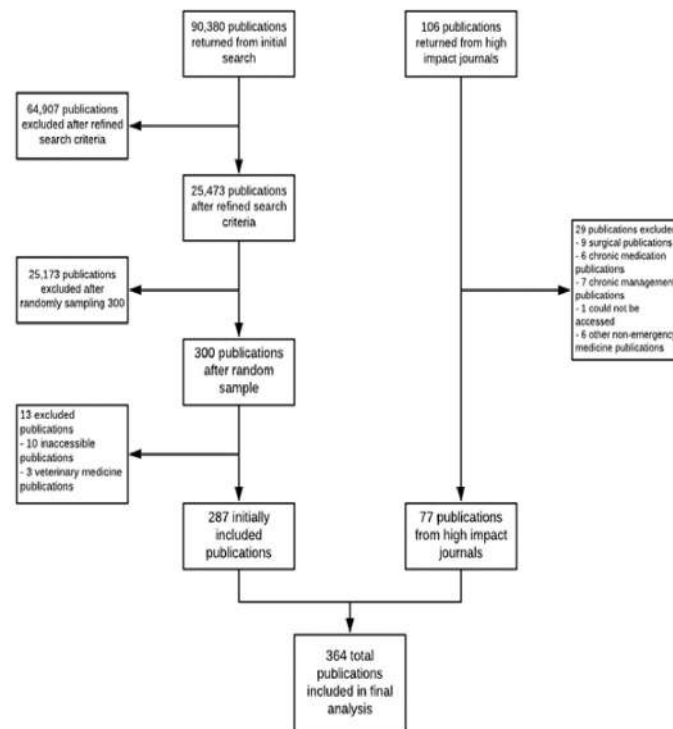 90,380 publications
returned from initial
search
106 publications
returned from high
impact journals
64,907 publications
excluded after refined
search criteria
25,473 publications
after refined search
criteria
29 publications exclude
- 9 surgical publications
- 6 chronic medication
publications
- 7 chronic management
publications
- 1 could not be
accessed
- 6 other non-emergency
medicine publications
25,173 publications
excluded after
randomly sampling 300
300 publications
after random
sample
13 excluded
publications
- 10 inaccessible
publications
- 3 veterinary medicine
publications
287 initially
included
publications
77 publications
from high impact
journals
364 total
publications
included in final
analysis